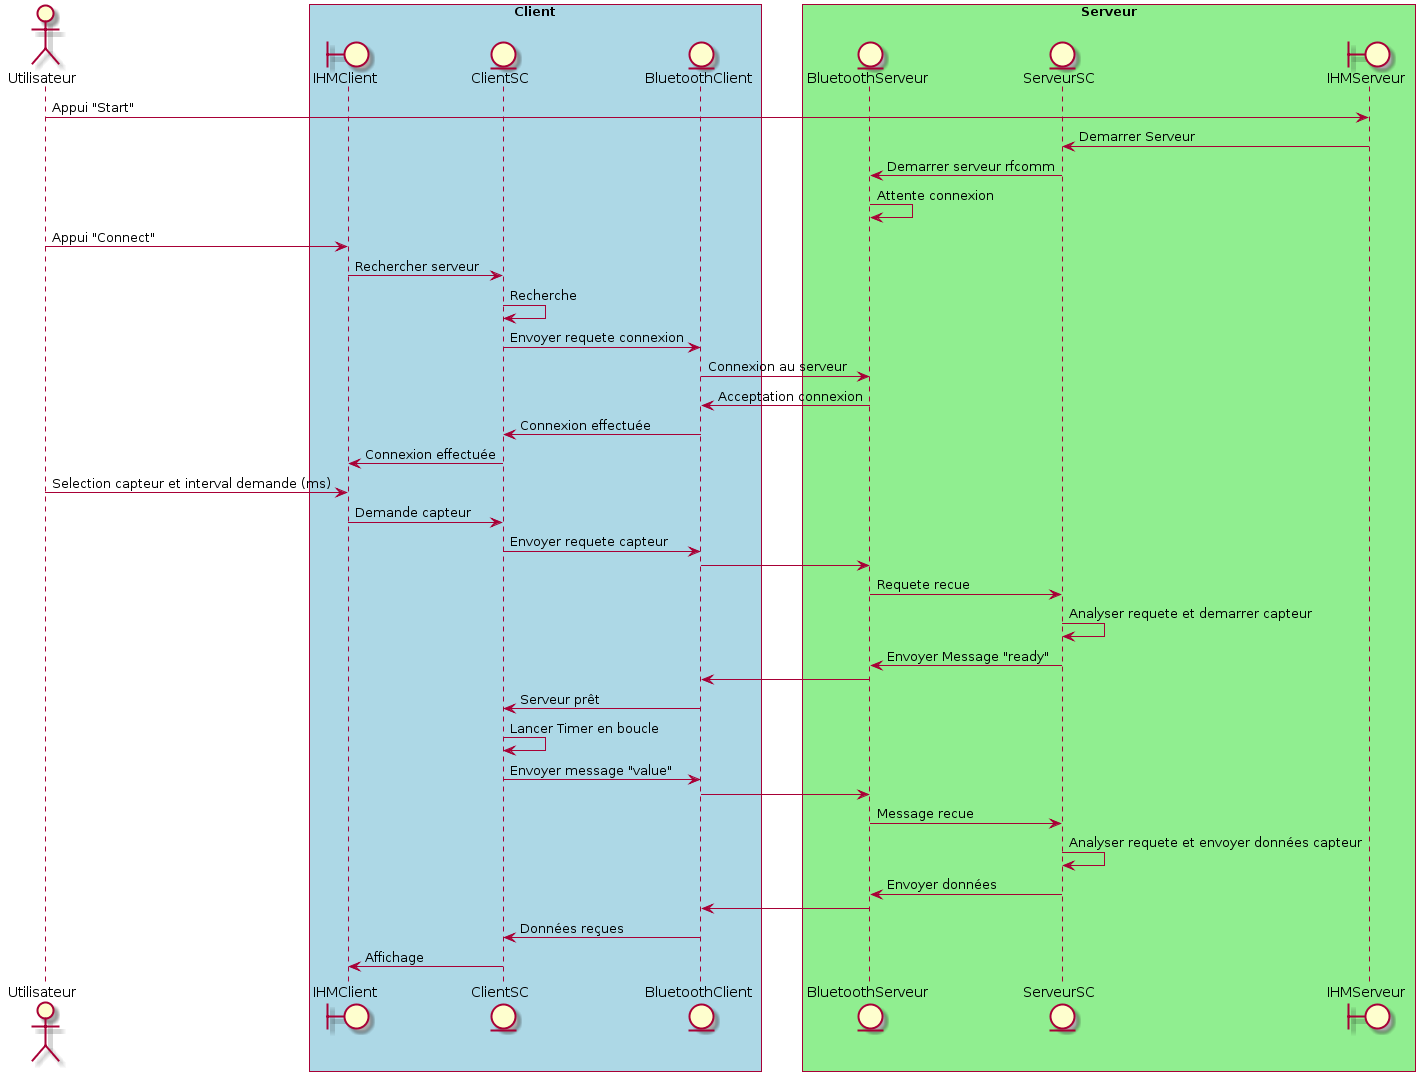 Client
Serveur
Utilisateur
IHMClient
ClientSC
BluetoothClient
BluetoothServeur
ServeurSC
IHMServeur
Appui "Start"
Demarrer Serveur
Demarrer serveur rfcomm
Attente connexion
Appui "Connect"
Rechercher serveur
Recherche
Envoyer requete connexion
Connexion au serveur
Acceptation connexion
Connexion effectuée
Connexion effectuée
Selection capteur et interval demande (ms)
Demande capteur
Envoyer requete capteur
Requete recue
Analyser requete et demarrer capteur
Envoyer Message "ready"
Serveur prêt
Lancer Timer en boucle
Envoyer message "value"
Message recue
Analyser requete et envoyer données capteur
Envoyer données
Données reçues
Affichage
Utilisateur
IHMClient
ClientSC
BluetoothClient
BluetoothServeur
ServeurSC
IHMServeur